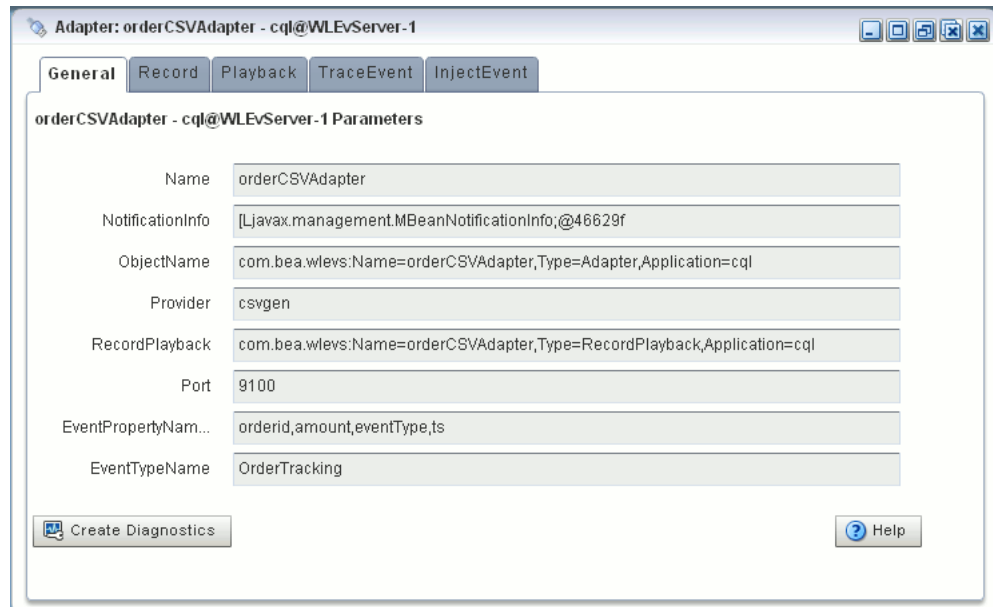 Adapter: orderCSVAdapter - cql@WLEvServer-1
General Record Playback TraceEvent InjectEvent
orderCSVAdapter - cql@WLEvServer-1 Parameters
Name orderCSVAdapter
NotificationInfo [Ljavax.management.MBeanNotificationInfo;@46629f
ObjectName com.bea.wlevs:Name=orderCSVAdapter,Type=Adapter,Application=cql
Provider csvgen
RecordPlayback com.bea.wlevs:Name=orderCSVAdapter,Type=RecordPlayback,Application=cql
Port 9100
EventPropertyNam... orderid,amount,eventType,ts
EventTypeName OrderTracking
Create Diagnostics ? Help